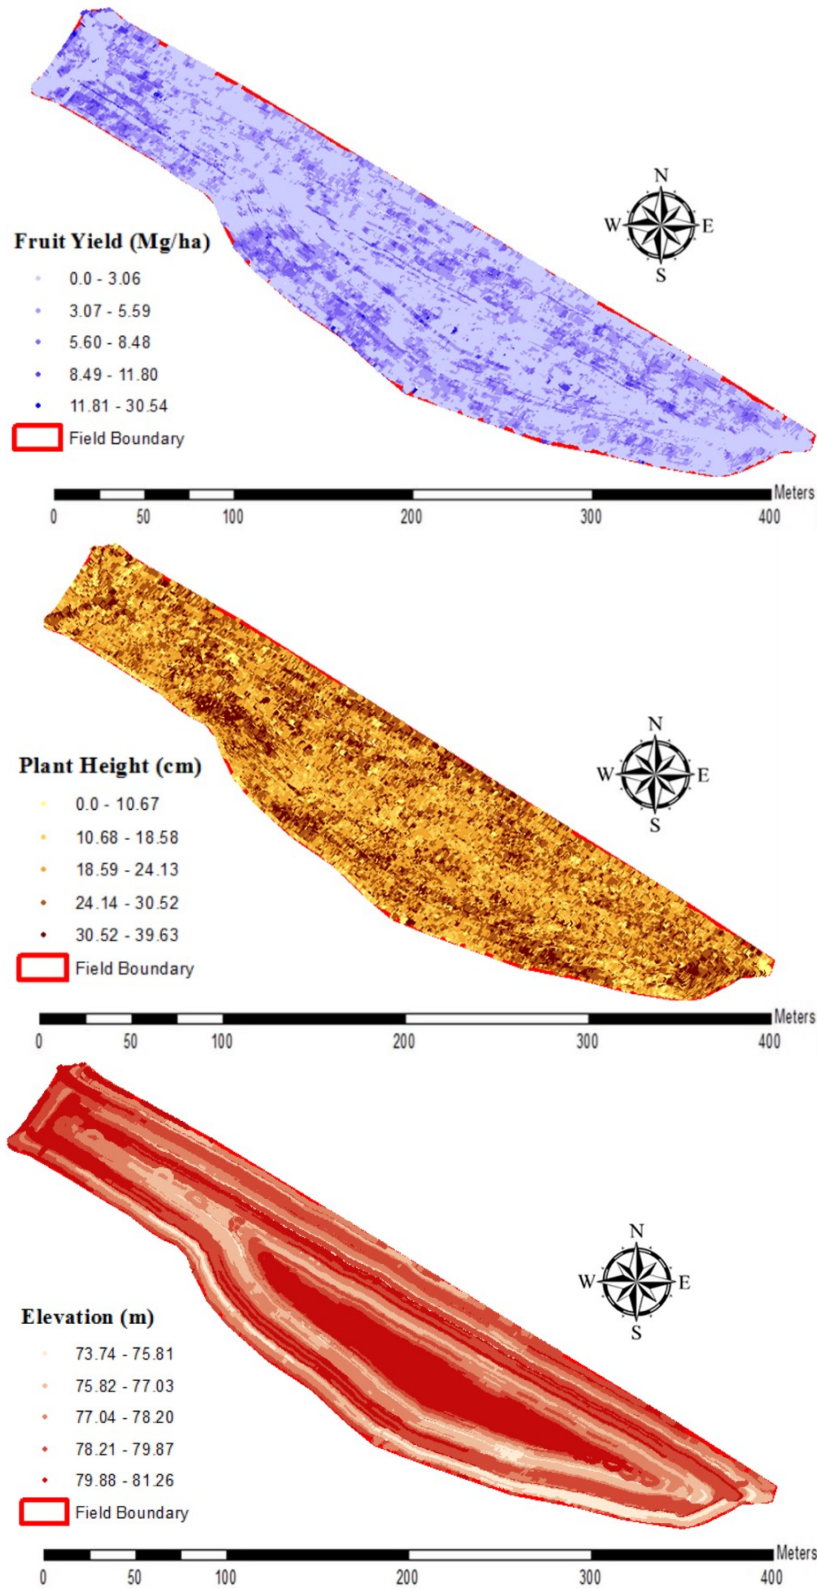 N
W E
S
Fruit Yield (Mg/ha)
0.0 - 3.06
3.07 - 5.59
5.60 - 8.48
8.49 - 11.80
11.81 - 30.54
Field Boundary
Meters
0 50 100 200 300 400
N
W E
S
Plant Height (cm)
0.0 - 10.67
10.68 - 18.58
18.59 - 24.13
24.14 - 30.52
30.52 - 39.63
Field Boundary
Meters
0 50 100 200 300 400
N
W E
S
Elevation (m)
73.74 - 75.81
75.82 - 77.03
77.04 - 78.20
78.21 - 79.87
79.88 - 81.26
Field Boundary
Meters
0 50 100 200 300 400